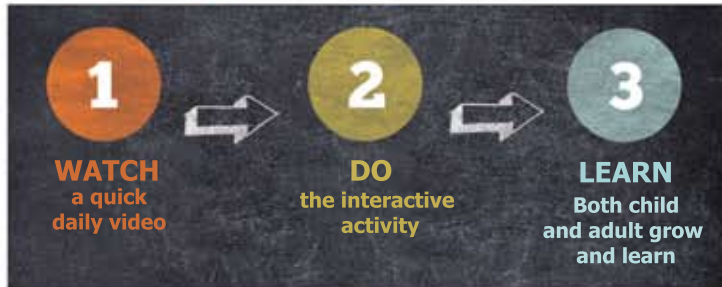 1
WATCH
a quick
daily video
2
DO
the interactive
activity
3
LEARN
Both child
and adult grow
and learn